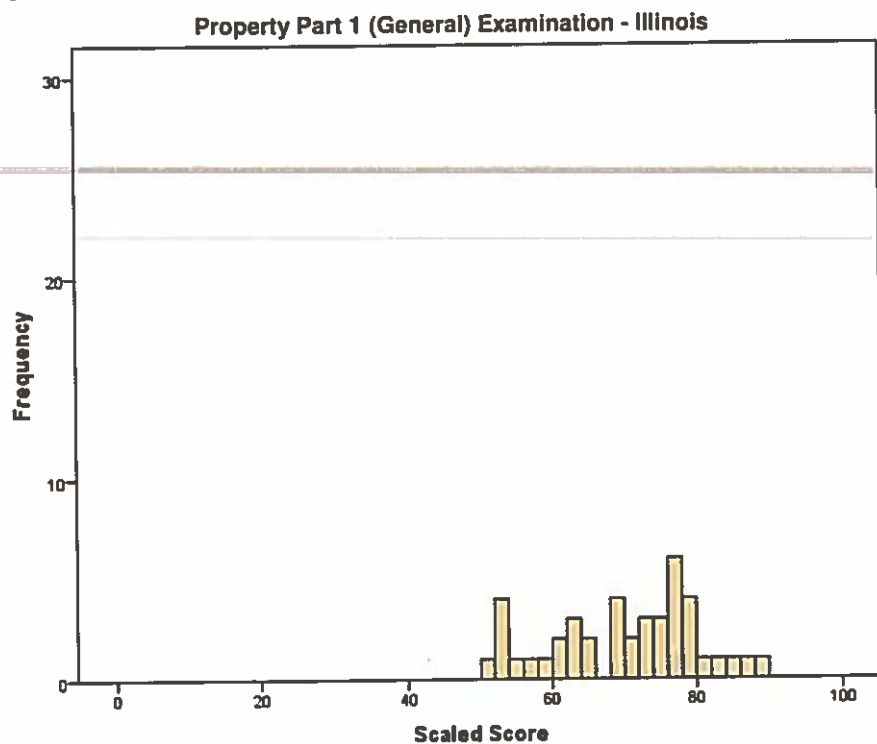 Property Part 1 (General) Examination - Illinois
30
20
10
0
Frequency
0 20 40 60 80 100
Scaled Score